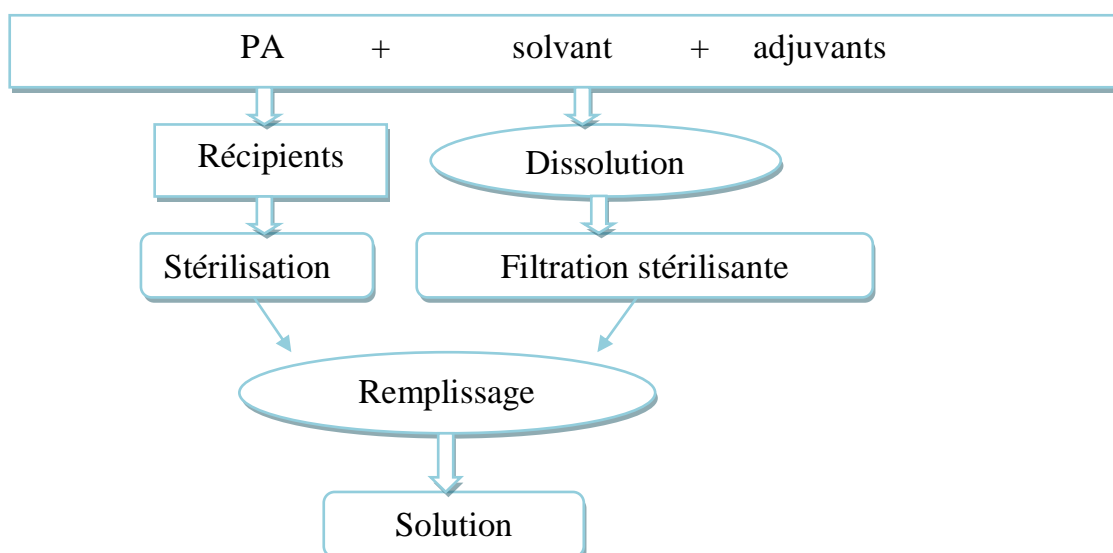 PA + solvant + adjuvants
Récipients
Dissolution
Stérilisation
Filtration stérilisante
Remplissage
Solution